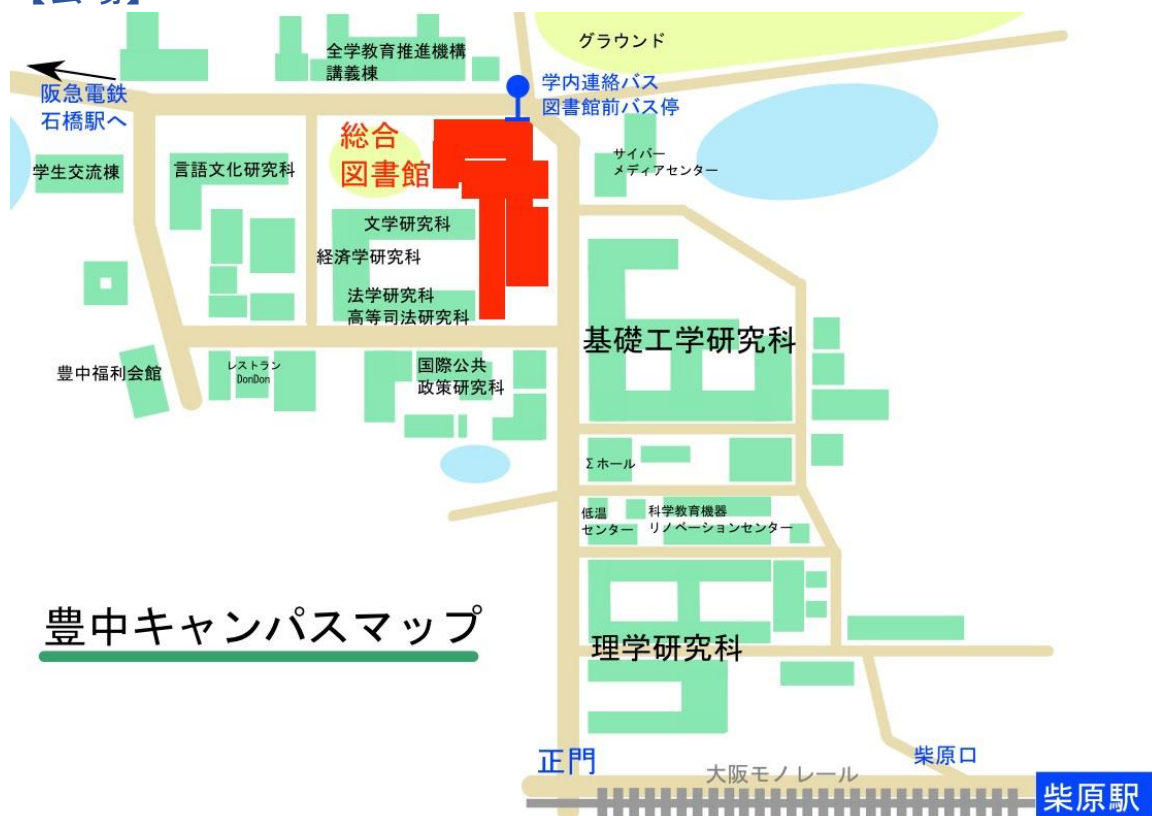 【会場】
グラウンド
全学教育推進機構
講義棟
阪急電鉄
石橋駅へ
学内連絡バス
図書館前バス停
総合
図書館
サイバー
メディアセンター
学生交流棟
言語文化研究科
文学研究科
経済学研究科
法学研究科
高等司法研究科
基礎工学研究科
豊中福利会館
レストラン
DonDon
国際公共
政策研究科
Σホール
低温
センター
科学教育機器
リノベーションセンター
豊中キャンパスマップ
理学研究科
正門
大阪モノレール
柴原口
柴原駅